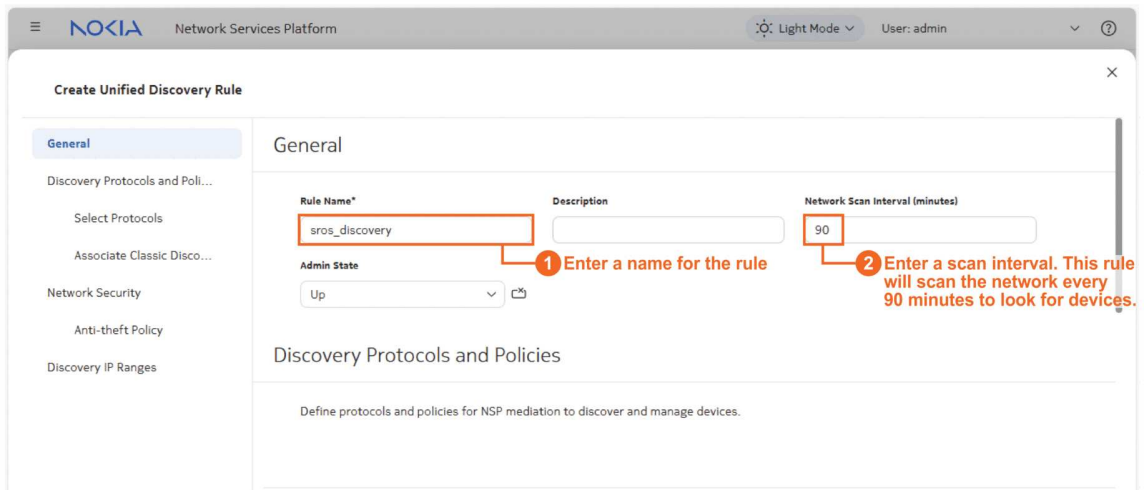 NOKIA Network Services Platform Light Mode User: admin
Create Unified Discovery Rule
General
Discovery Protocols and Poli...
Select Protocols
Associate Classic Disco...
Network Security
Anti-theft Policy
Discovery IP Ranges
General
Rule Name* Description Network Scan Interval (minutes)
sros_discovery 90
1 Enter a name for the rule
2 Enter a scan interval. This rule
will scan the network every
90 minutes to look for devices.
Admin State
Up
Discovery Protocols and Policies
Define protocols and policies for NSP mediation to discover and manage devices.